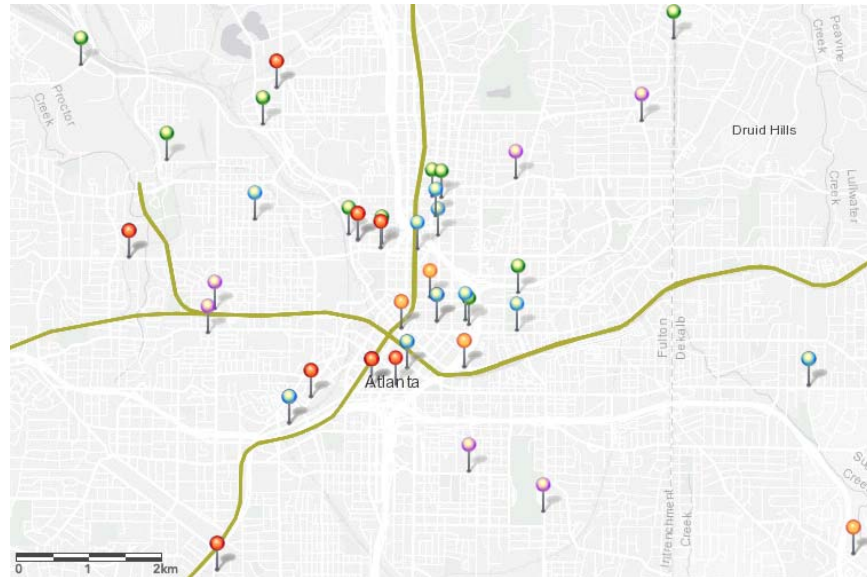 Peavine
Creek
Proctor
Creek
Druid Hills
Lullwater
Creek
Fulton
Dekalb
Atlanta
Intrenchment
Creek
0 1 2km